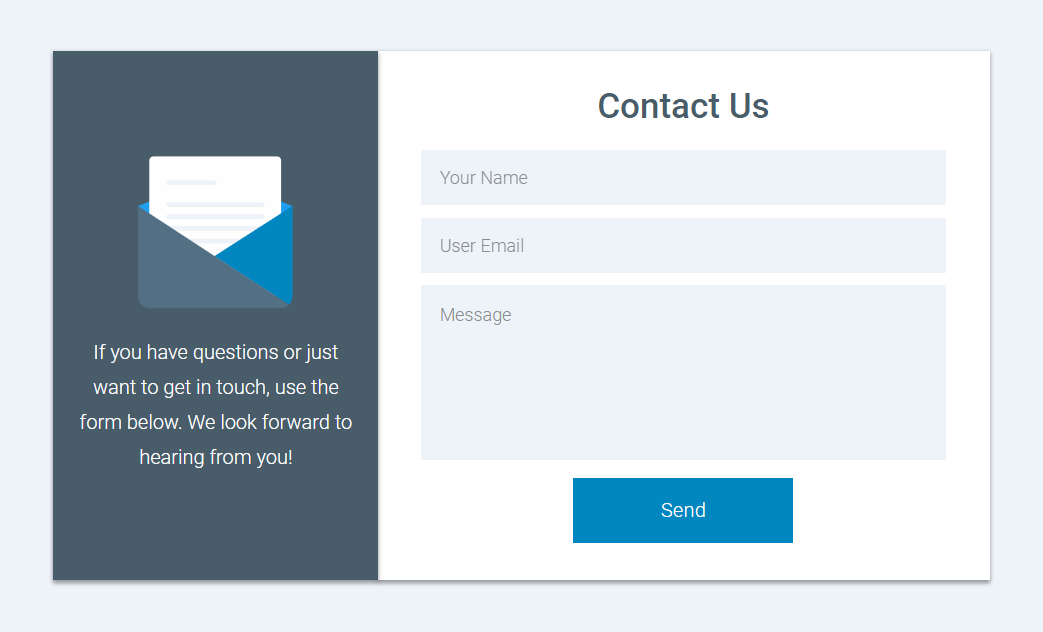 If you have questions or just
want to get in touch, use the
form below. We look forward to
hearing from you!
Contact Us
Your Name
User Email
Message
Send